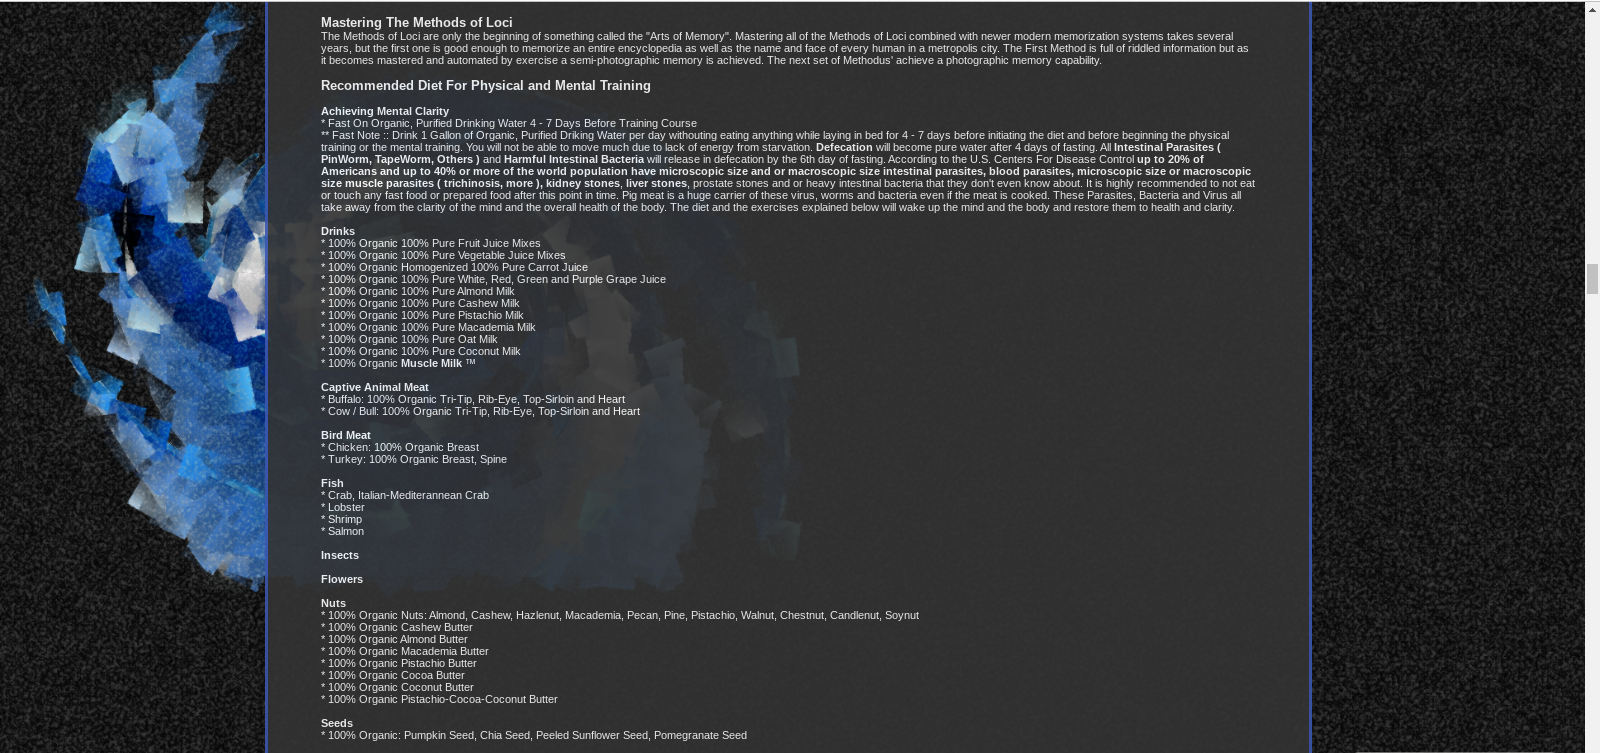 Mastering The Methods of Loci
The Methods of Loci are only the beginning of something called the "Arts of Memory". Mastering all of the Methods of Loci combined with newer modern memorization systems takes several
years, but the first one is good enough to memorize an entire encyclopedia as well as the name and face of every human in a metropolis city. The First Method is full of riddled information but as
it becomes mastered and automated by exercise a semi-photographic memory is achieved. The next set of Methodus' achieve a photographic memory capability.
Recommended Diet For Physical and Mental Training
Achieving Mental Clarity
* Fast On Organic, Purified Drinking Water 4 - 7 Days Before Training Course
** Fast Note :: Drink 1 Gallon of Organic, Purified Driking Water per day withouting eating anything while laying in bed for 4 - 7 days before initiating the diet and before beginning the physical
training or the mental training. You will not be able to move much due to lack of energy from starvation. Defecation will become pure water after 4 days of fasting. All Intestinal Parasites (
PinWorm, TapeWorm, Others ) and Harmful Intestinal Bacteria will release in defecation by the 6th day of fasting. According to the U.S. Centers For Disease Control up to 20% of
Americans and up to 40% or more of the world population have microscopic size and or macroscopic size intestinal parasites, blood parasites, microscopic size or macroscopic
size muscle parasites ( trichinosis, more ), kidney stones, liver stones, prostate stones and or heavy intestinal bacteria that they don't even know about. It is highly recommended to not eat
or touch any fast food or prepared food after this point in time. Pig meat is a huge carrier of these virus, worms and bacteria even if the meat is cooked. These Parasites, Bacteria and Virus all
take away from the clarity of the mind and the overall health of the body. The diet and the exercises explained below will wake up the mind and the body and restore them to health and clarity.
Drinks
* 100% Organic 100% Pure Fruit Juice Mixes
* 100% Organic 100% Pure Vegetable Juice Mixes
* 100% Organic Homogenized 100% Pure Carrot Juice
* 100% Organic 100% Pure White, Red, Green and Purple Grape Juice
* 100% Organic 100% Pure Almond Milk
* 100% Organic 100% Pure Cashew Milk
* 100% Organic 100% Pure Pistachio Milk
* 100% Organic 100% Pure Macademia Milk
* 100% Organic 100% Pure Oat Milk
* 100% Organic 100% Pure Coconut Milk
* 100% Organic Muscle Milk ™
Captive Animal Meat
* Buffalo: 100% Organic Tri-Tip, Rib-Eye, Top-Sirloin and Heart
* Cow / Bull: 100% Organic Tri-Tip, Rib-Eye, Top-Sirloin and Heart
Bird Meat
* Chicken: 100% Organic Breast
* Turkey: 100% Organic Breast, Spine
Fish
* Crab, Italian-Mediterannean Crab
* Lobster
* Shrimp
* Salmon
Insects
Flowers
Nuts
* 100% Organic Nuts: Almond, Cashew, Hazlenut, Macademia, Pecan, Pine, Pistachio, Walnut, Chestnut, Candlenut, Soynut
* 100% Organic Cashew Butter
* 100% Organic Almond Butter
* 100% Organic Macademia Butter
* 100% Organic Pistachio Butter
* 100% Organic Cocoa Butter
* 100% Organic Coconut Butter
* 100% Organic Pistachio-Cocoa-Coconut Butter
Seeds
* 100% Organic: Pumpkin Seed, Chia Seed, Peeled Sunflower Seed, Pomegranate Seed